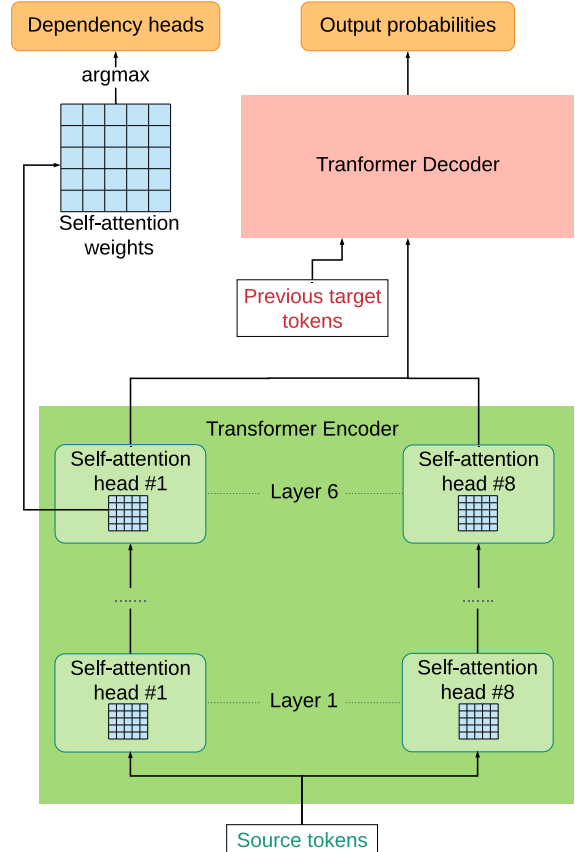 Dependency heads
Output probabilities
argmax
Self-attention
weights
Tranformer Decoder
Previous target
tokens
Transformer Encoder
Self-attention
head #1
Layer 6
Self-attention
head #8
......
......
Self-attention
head #1
Layer 1
Self-attention
head #8
Source tokens